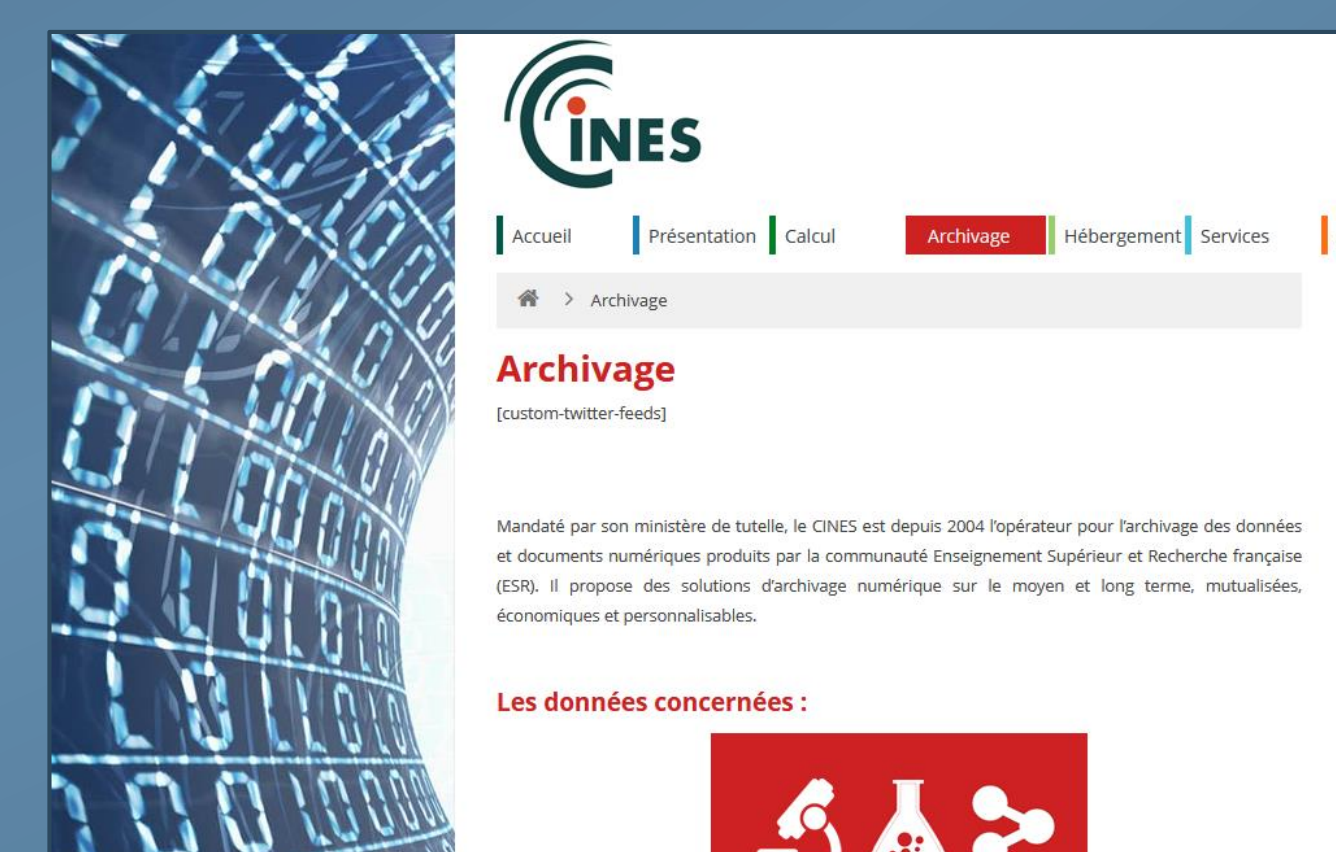 CINES
Accueil Présentation Calcul Archivage Hébergement Services
Archivage
Archivage
[custom-twitter-feeds]
Mandaté par son ministère de tutelle, le CINES est depuis 2004 l'opérateur pour l'archivage des données
et documents numériques produits par la communauté Enseignement Supérieur et Recherche française
(ESR). Il propose des solutions d'archivage numérique sur le moyen et long terme, mutualisées,
économiques et personnalisables.
Les données concernées :